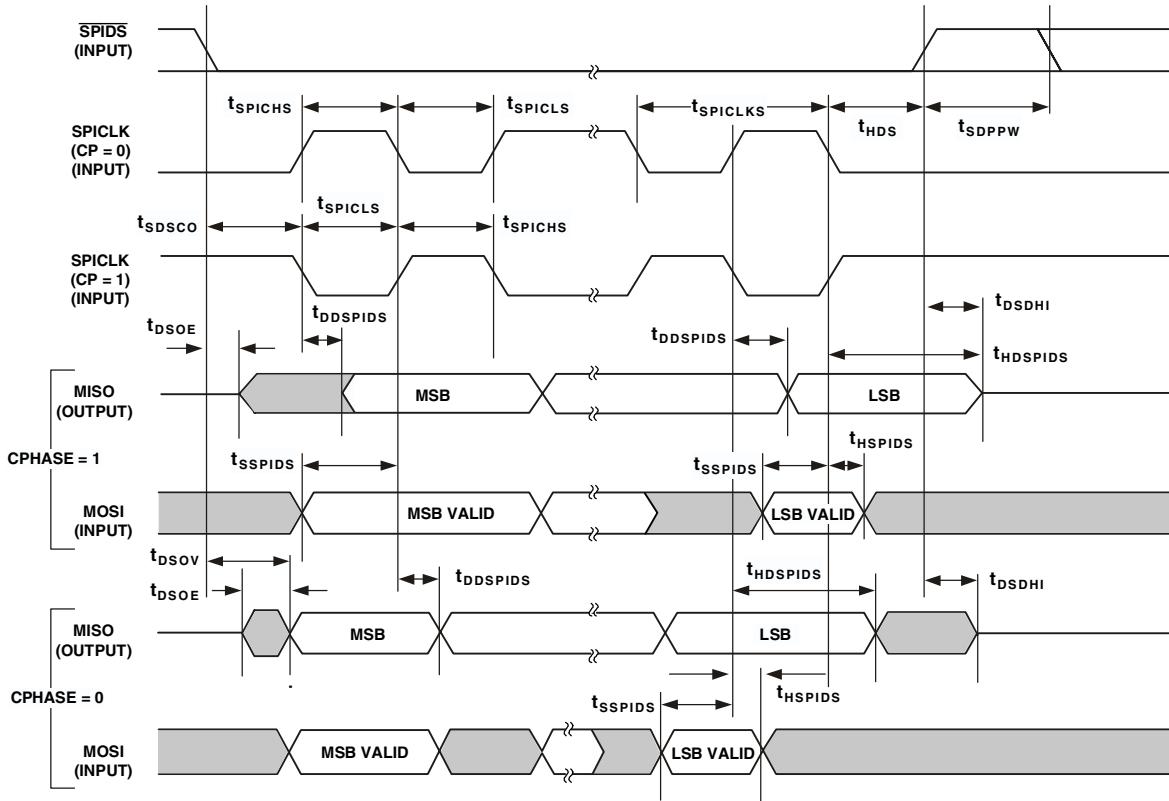 SPIDS
(INPUT)
tSPICHS
tSPICLS
tSPICLKS
tHDS
tSDPPW
SPICLK
(CP = 0)
(INPUT)
tSDSCO
tSPICLS
tSPICHS
SPICLK
(CP = 1)
(INPUT)
tDSOE
tDDSPIDS
tDDSPIDS
tDSDHI
tHDSPIDS
MISO
(OUTPUT)
MSB
LSB
CPHASE = 1
tSSPIDS
tSSPIDS
tHSPIDS
MOSI
(INPUT)
MSB VALID
LSB VALID
tDSOV
tDSOE
tDDSPIDS
tHDSPIDS
tDSDHI
MISO
(OUTPUT)
MSB
LSB
CPHASE = 0
tSSPIDS
tHSPIDS
MOSI
(INPUT)
MSB VALID
LSB VALID